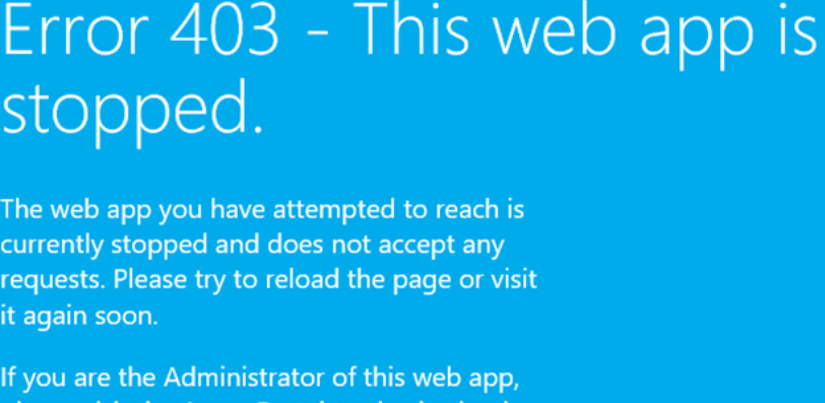 Error 403 - This web app is
stopped.
The web app you have attempted to reach is
currently stopped and does not accept any
requests. Please try to reload the page or visit
it again soon.
If you are the Administrator of this web app,